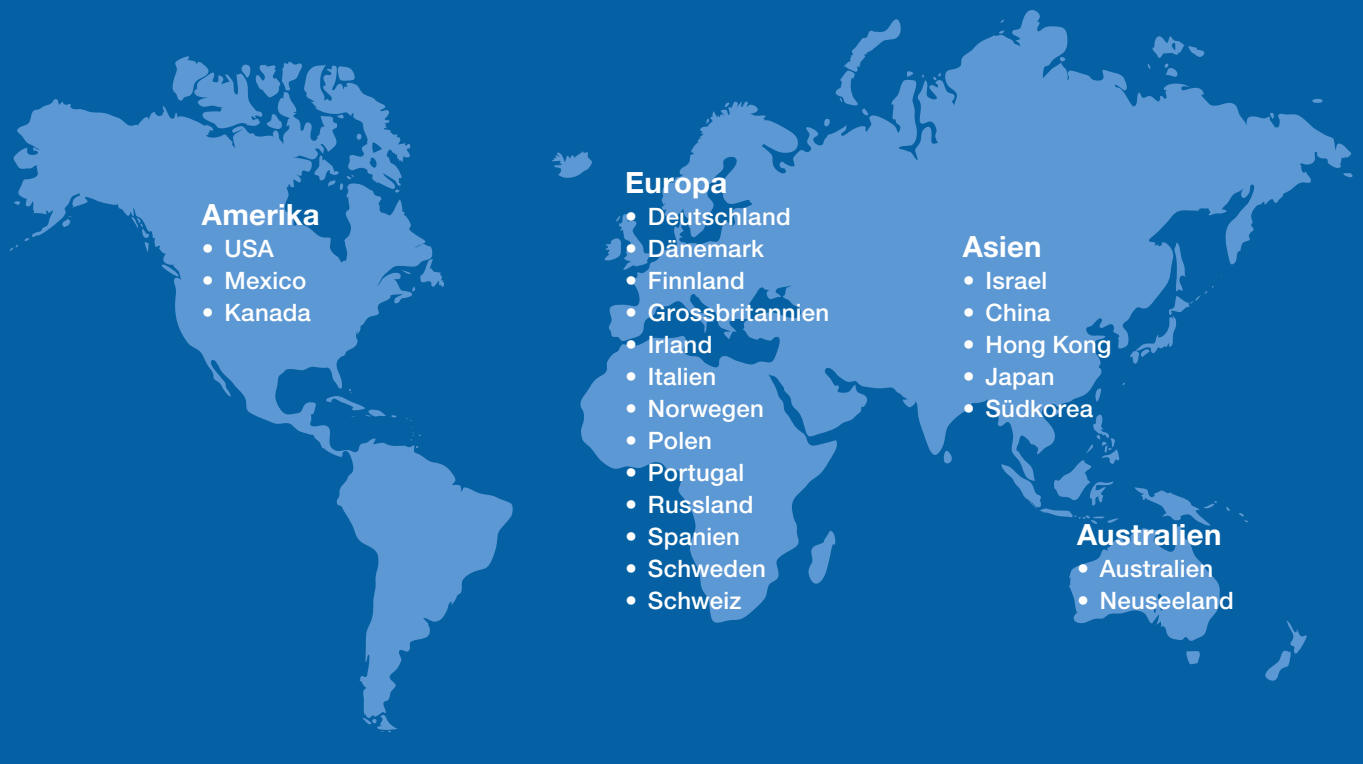 Amerika
• USA
• Mexico
• Kanada
Europa
• Deutschland
• Dänemark
• Finnland
• Grossbritannien
• Irland
• Italien
• Norwegen
• Polen
• Portugal
• Russland
• Spanien
• Schweden
• Schweiz
Asien
• Israel
• China
• Hong Kong
• Japan
• Südkorea
Australien
• Australien
• Neuseeland